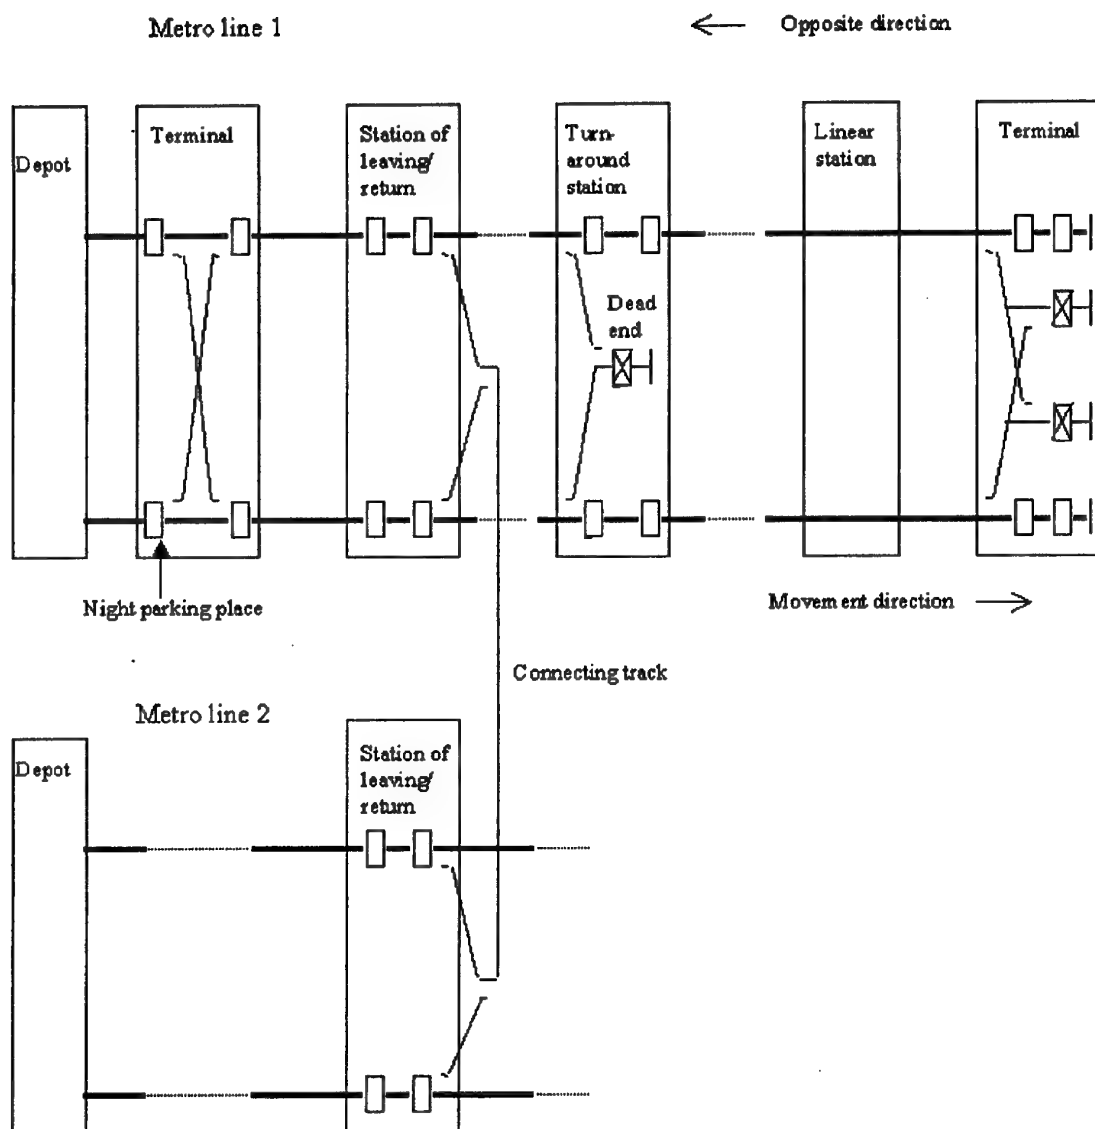 Metro line 1
Opposite direction
Depot
Terminal
Station of
leaving/
return
Turn-
around
station
Linear
station
Terminal
Dead
end
Night parking place
Movement direction
Connecting track
Metro line 2
Depot
Station of
leaving/
return